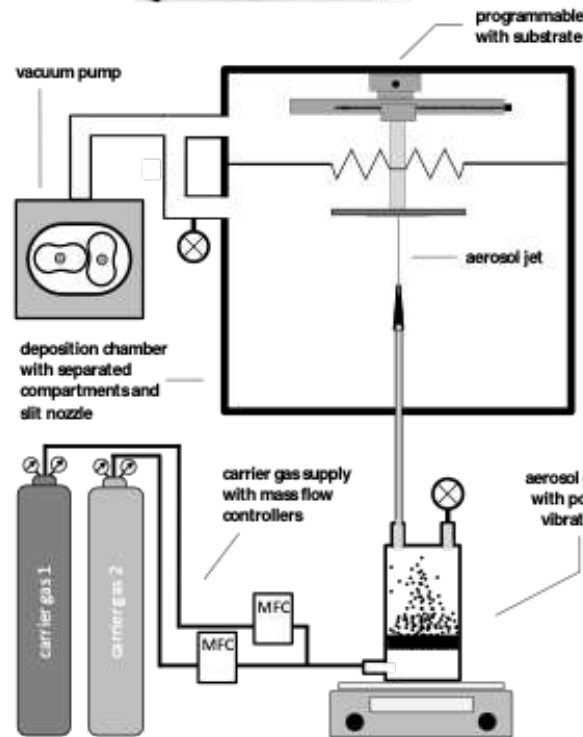 programmable
with substrate
vacuum pump
aerosol jet
deposition chamber
with separated
compartments and
slit nozzle
carrier gas supply
with mass flow
controllers
aerosol
with po
vibrat
carrier gas 1
carrier gas 2
MFC
MFC